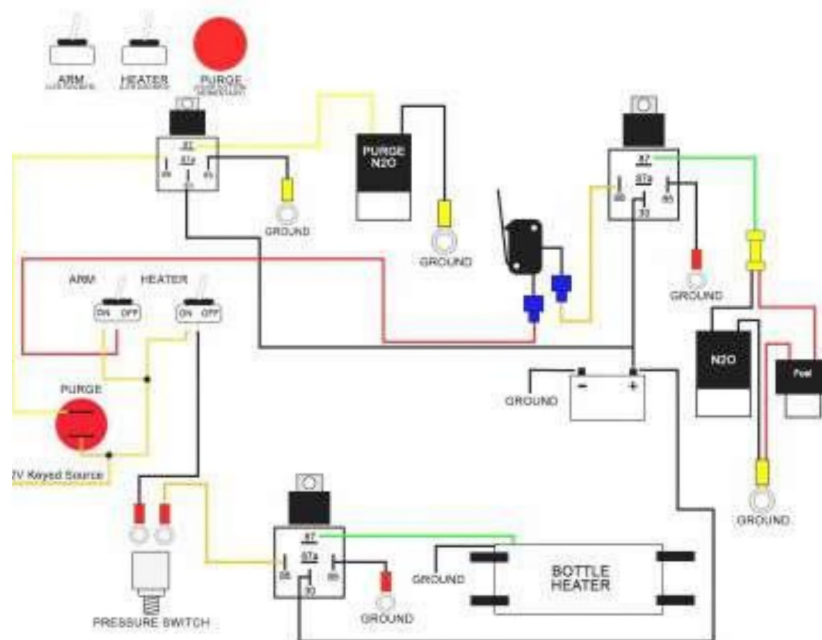 ARM
HEATER
PURGE
87
87a
86
85
30
GROUND
PURGE
N2O
GROUND
87
87a
86
85
30
GROUND
ARM
HEATER
ON OFF
ON OFF
PURGE
V Keyed Source
GROUND
- +
N2O
Fuel
GROUND
87
87a
86
85
30
GROUND
GROUND
BOTTLE
HEATER
PRESSURE SWITCH